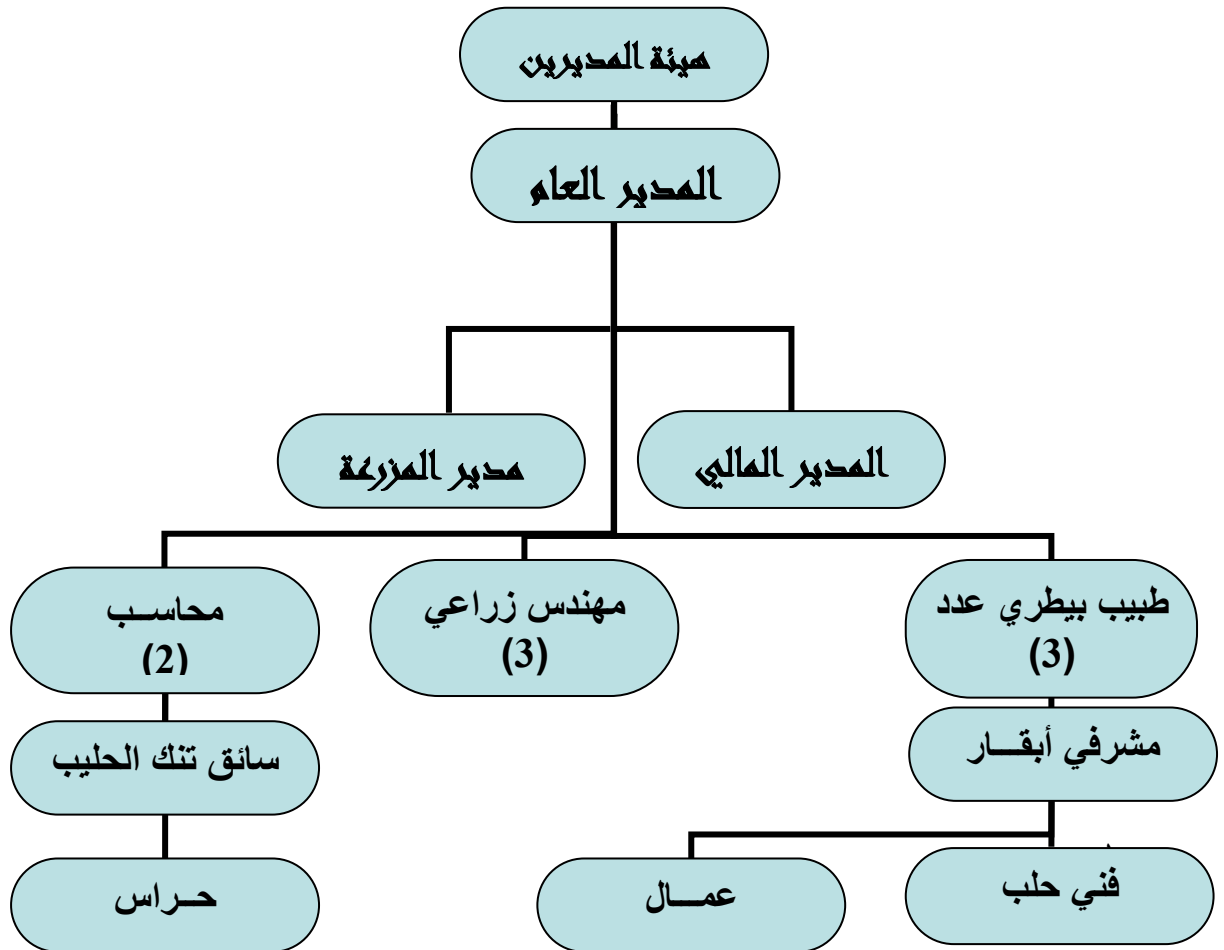 هيئة المديرين
المدير العام
المدير المالي
مدير المزرعة
طبيب بيطري عدد
(3)
مهندس زراعي
(3)
محاســب
(2)
مشرفي أبقـــار
سائق تنك الحليب
فني حلب
عمـــال
حــراس